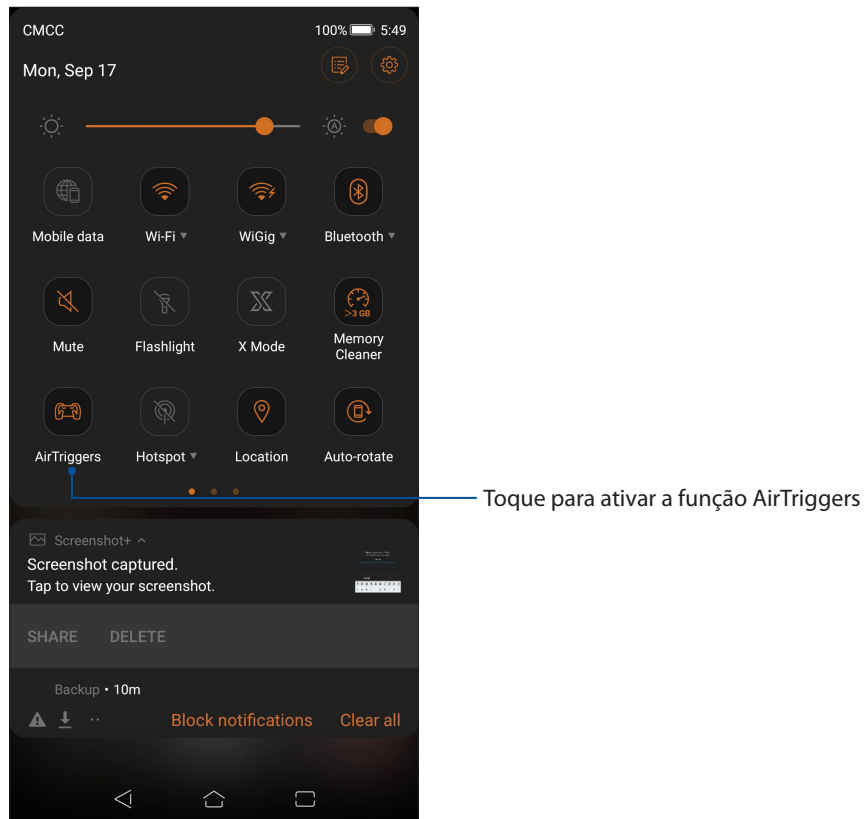 CMCC 100% 5:49
Mon, Sep 17
A
Mobile data Wi-Fi WiGig Bluetooth
>3 GB
Mute Flashlight X Mode Memory
Cleaner
AirTriggers Hotspot Location Auto-rotate
Toque para ativar a função AirTriggers
Screenshot+
Screenshot captured.
Tap to view your screenshot.
SHARE DELETE
Backup • 10m
Block notifications Clear all